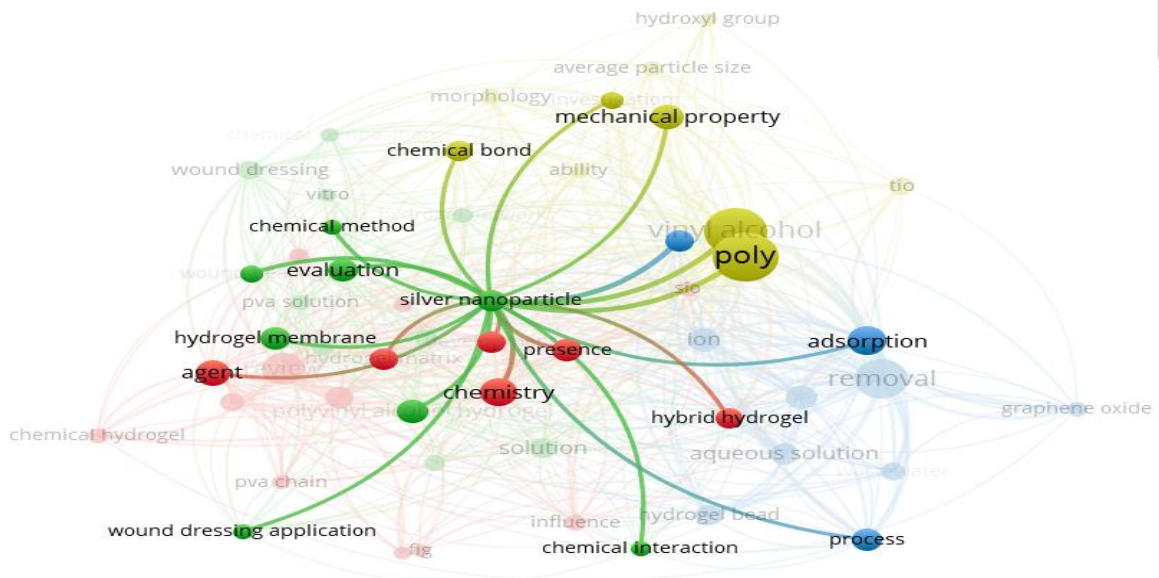 hydroxyl group
average particle size
morphology
investigation
mechanical property
chemical bond
wound dressing
ability
tio
vitro
chemical method
vinyl alcohol
poly
evaluation
sio
pva solution
silver nanoparticle
hydrogel membrane
ion
adsorption
presence
hydrogel matrix
review
agent
removal
chemistry
polyvinyl alcohol hydrogel
hybrid hydrogel
graphene oxide
chemical hydrogel
solution
aqueous solution
pva chain
wound dressing application
influence
hydrogel bead
process
fig
chemical interaction